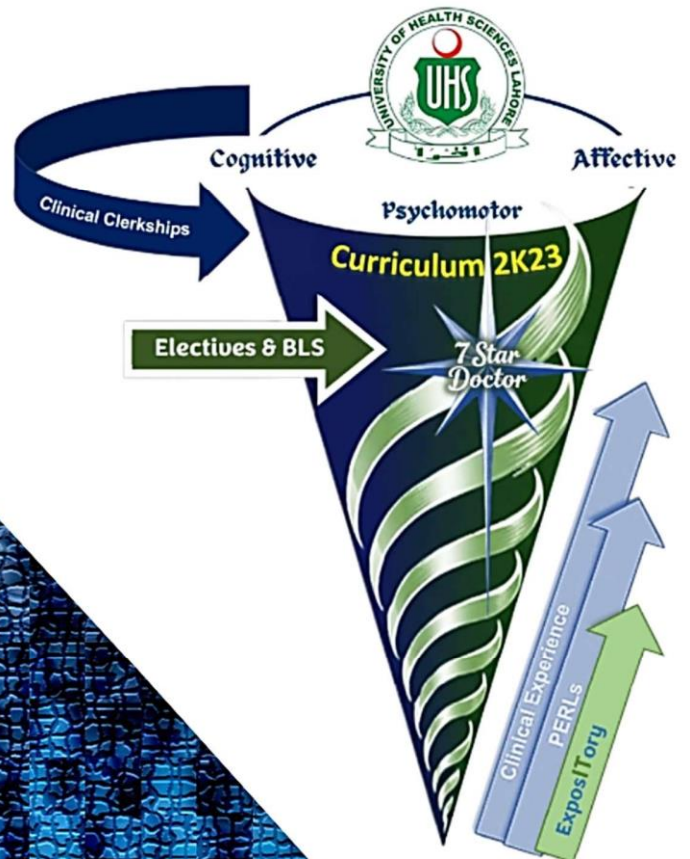 UNIVERSITY OF HEALTH SCIENCES LAHORE
UHS
اقرأ
Cognitive
Affective
Psychomotor
Clinical Clerkships
Curriculum 2K23
Electives & BLS
7 Star
Doctor
Clinical Experience
PERLs
ExposITory